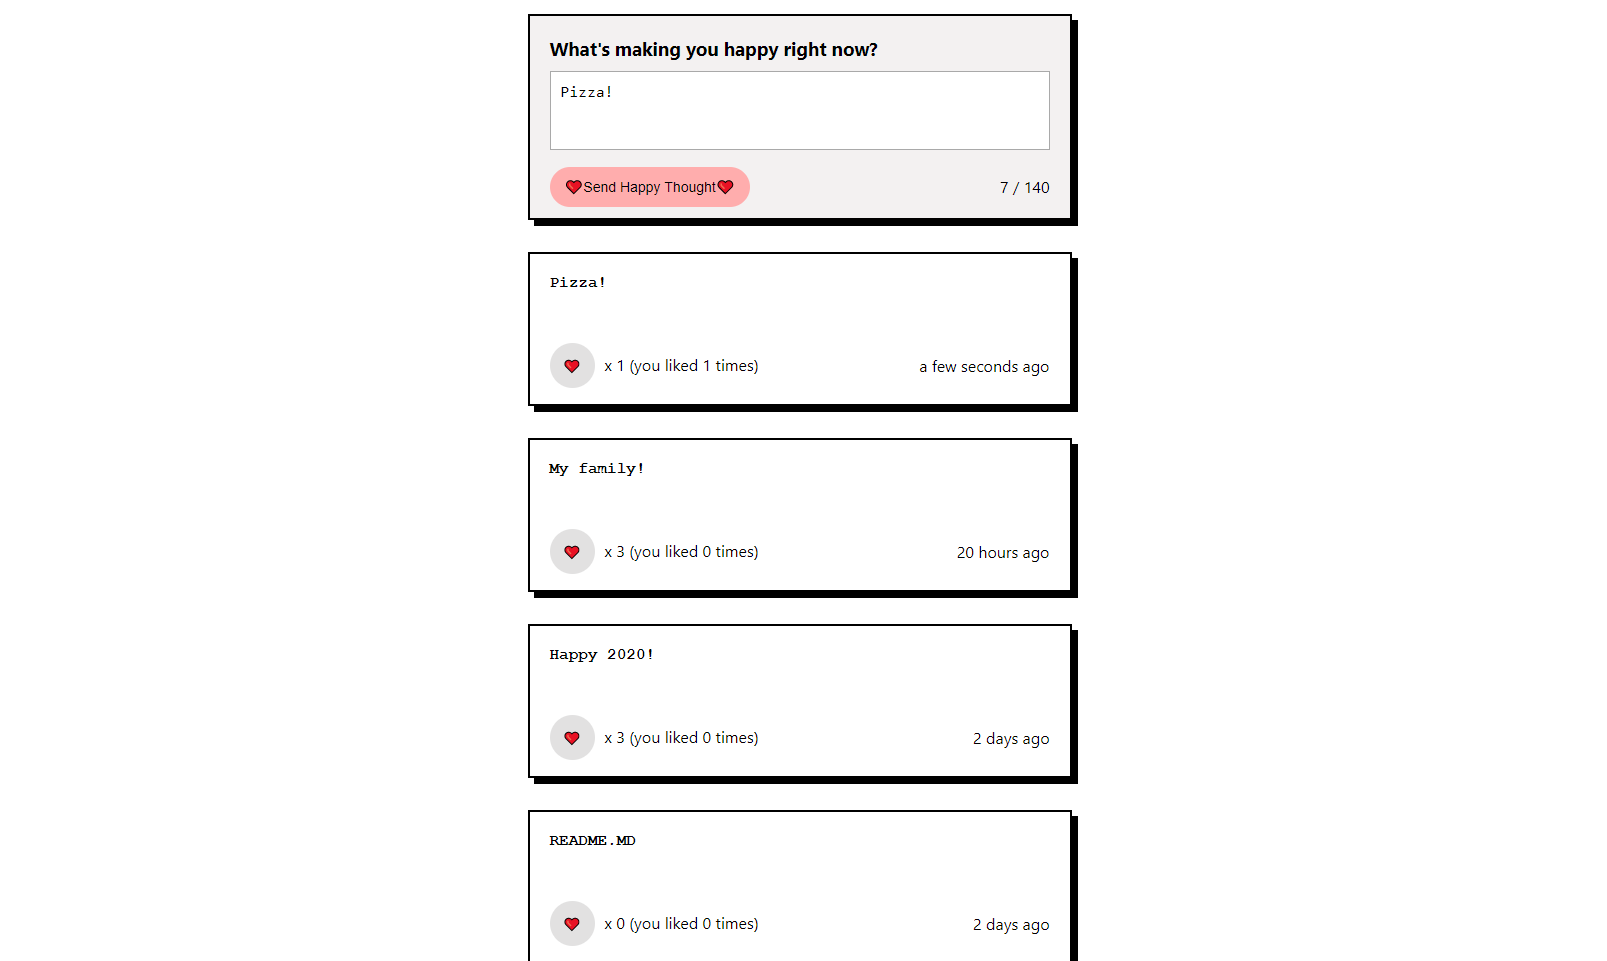 What's making you happy right now?
Pizza!
❤️Send Happy Thought❤️ 7 / 140
Pizza!
x 1 (you liked 1 times) a few seconds ago
My family!
x 3 (you liked 0 times) 20 hours ago
Happy 2020!
x 3 (you liked 0 times) 2 days ago
README.MD
x 0 (you liked 0 times) 2 days ago